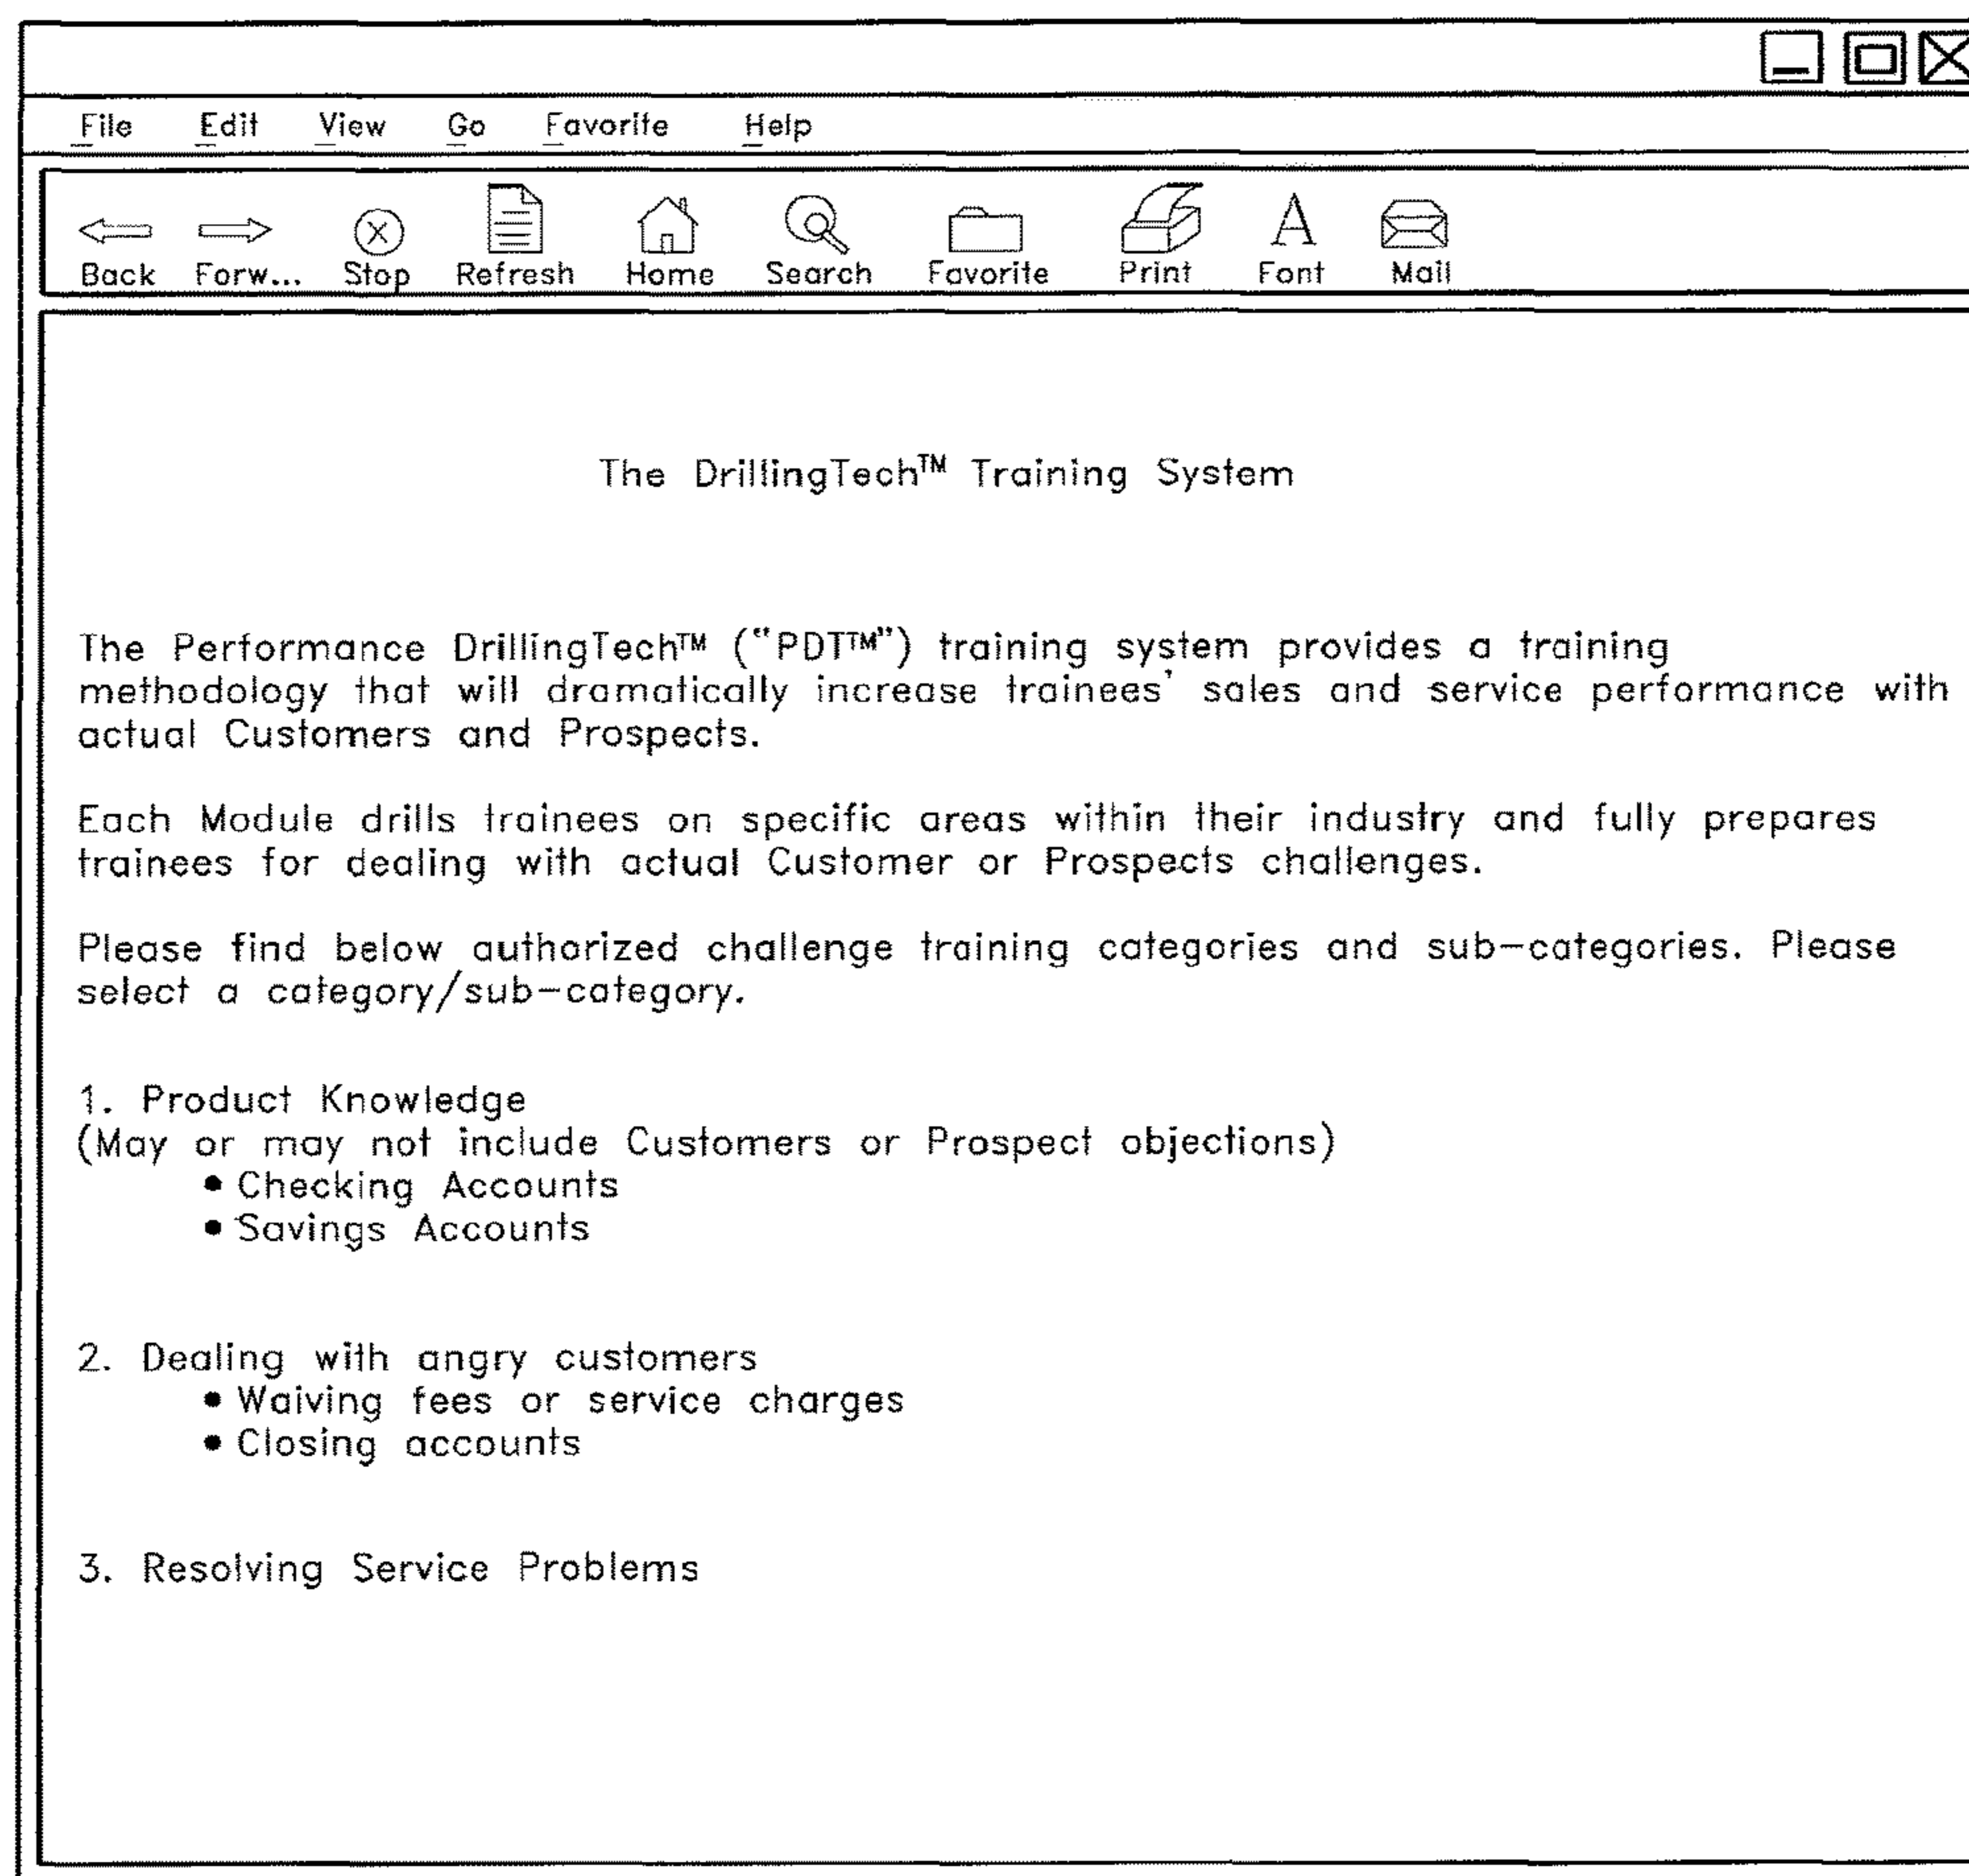 File Edit View Go Favorite Help
Back Forw... Stop Refresh Home Search Favorite Print Font Mail
The DrillingTech™ Training System
The Performance DrillingTech™ (“PDT™”) training system provides a training
methodology that will dramatically increase trainees’ sales and service performance with
actual Customers and Prospects.
Each Module drills trainees on specific areas within their industry and fully prepares
trainees for dealing with actual Customer or Prospects challenges.
Please find below authorized challenge training categories and sub-categories. Please
select a category/sub-category.
1. Product Knowledge
(May or may not include Customers or Prospect objections)
• Checking Accounts
• Savings Accounts
2. Dealing with angry customers
• Waiving fees or service charges
• Closing accounts
3. Resolving Service Problems